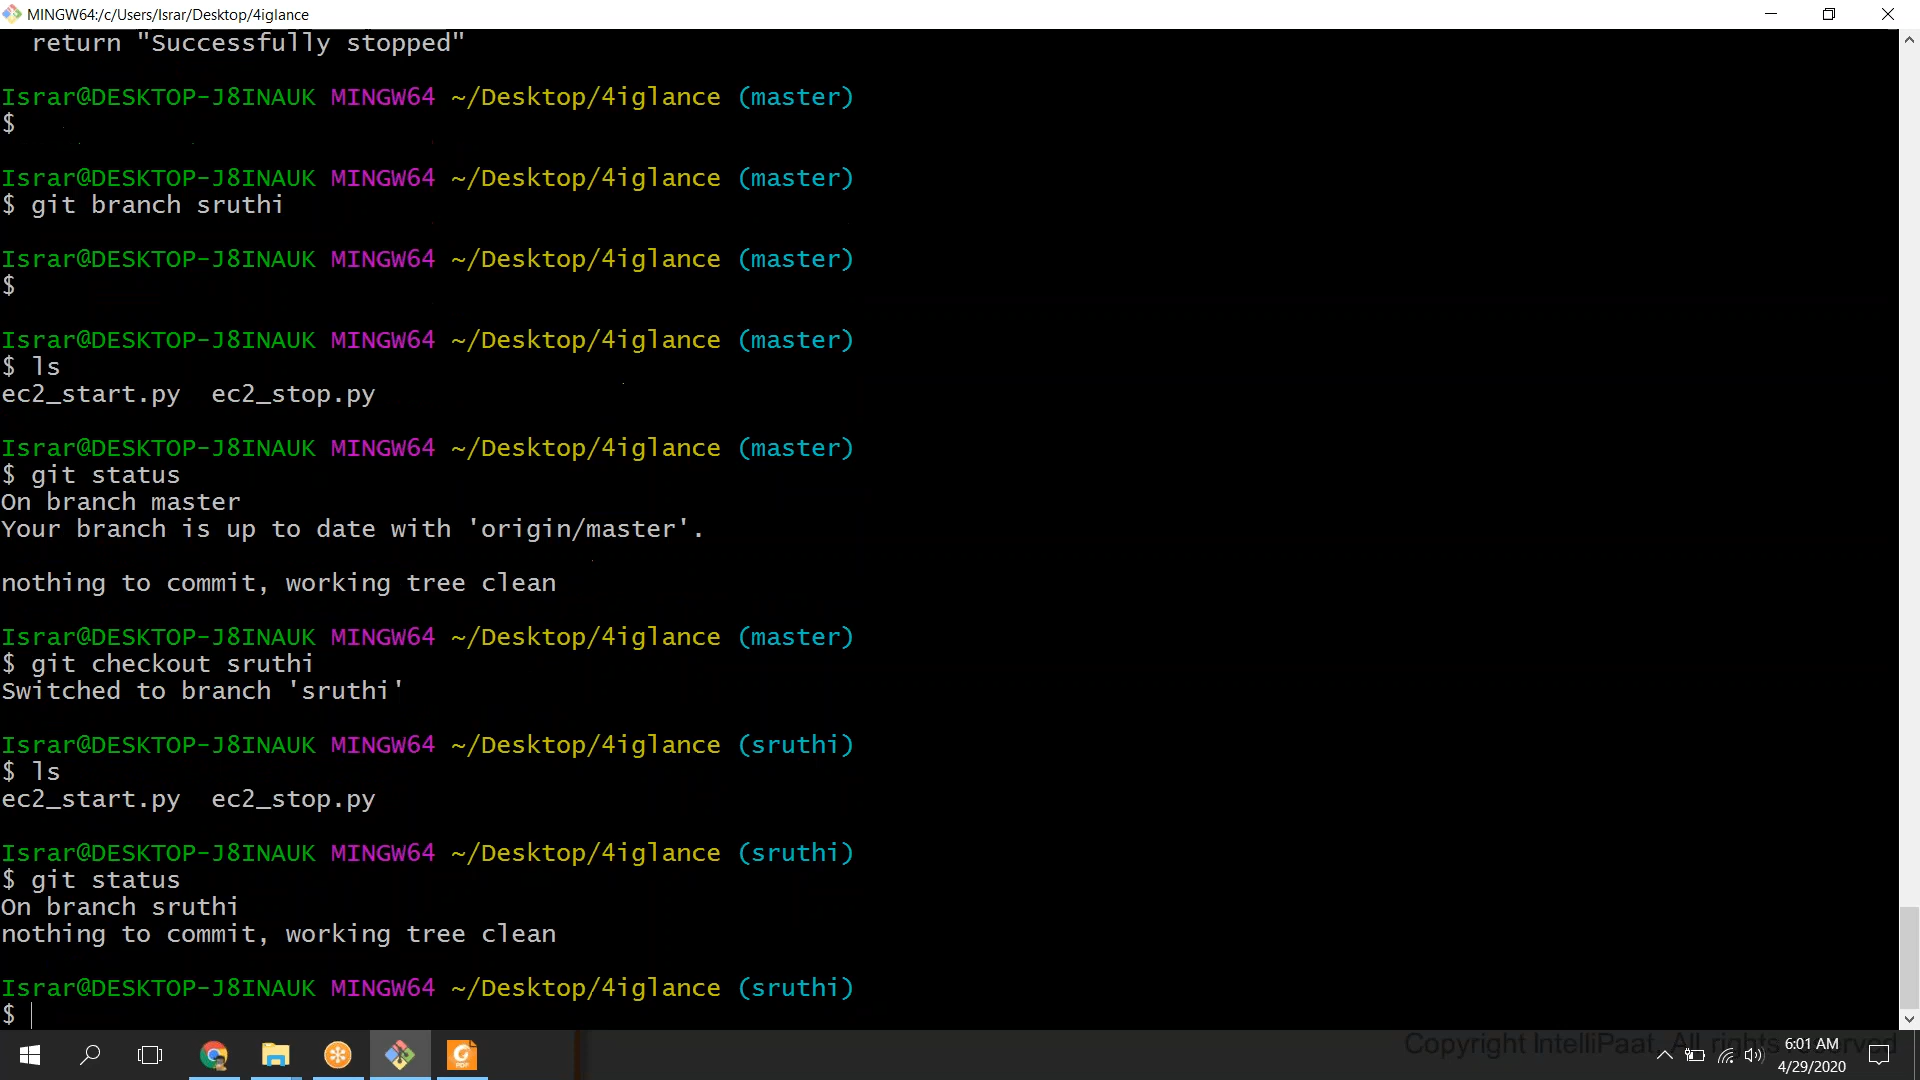 MINGW64:/c/Users/Israr/Desktop/4iglance
return "Successfully stopped"
Israr@DESKTOP-J8INAUK MINGW64 ~/Desktop/4iglance (master)
$
Israr@DESKTOP-J8INAUK MINGW64 ~/Desktop/4iglance (master)
$ git branch sruthi
Israr@DESKTOP-J8INAUK MINGW64 ~/Desktop/4iglance (master)
$
Israr@DESKTOP-J8INAUK MINGW64 ~/Desktop/4iglance (master)
$ ls
ec2_start.py  ec2_stop.py
Israr@DESKTOP-J8INAUK MINGW64 ~/Desktop/4iglance (master)
$ git status
On branch master
Your branch is up to date with 'origin/master'.
nothing to commit, working tree clean
Israr@DESKTOP-J8INAUK MINGW64 ~/Desktop/4iglance (master)
$ git checkout sruthi
Switched to branch 'sruthi'
Israr@DESKTOP-J8INAUK MINGW64 ~/Desktop/4iglance (sruthi)
$ ls
ec2_start.py  ec2_stop.py
Israr@DESKTOP-J8INAUK MINGW64 ~/Desktop/4iglance (sruthi)
$ git status
On branch sruthi
nothing to commit, working tree clean
Israr@DESKTOP-J8INAUK MINGW64 ~/Desktop/4iglance (sruthi)
$
Copyright IntelliPaat, All rights reserved
6:01 AM
4/29/2020
PDF